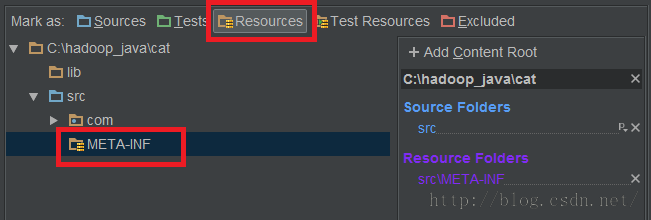 Mark as: Sources Tests Resources Test Resources Excluded
C:\hadoop_java\cat
lib
src
com
META-INF
+ Add Content Root
C:\hadoop_java\cat
Source Folders
src
Resource Folders
src\META-INF
http://blog.csdn.net/